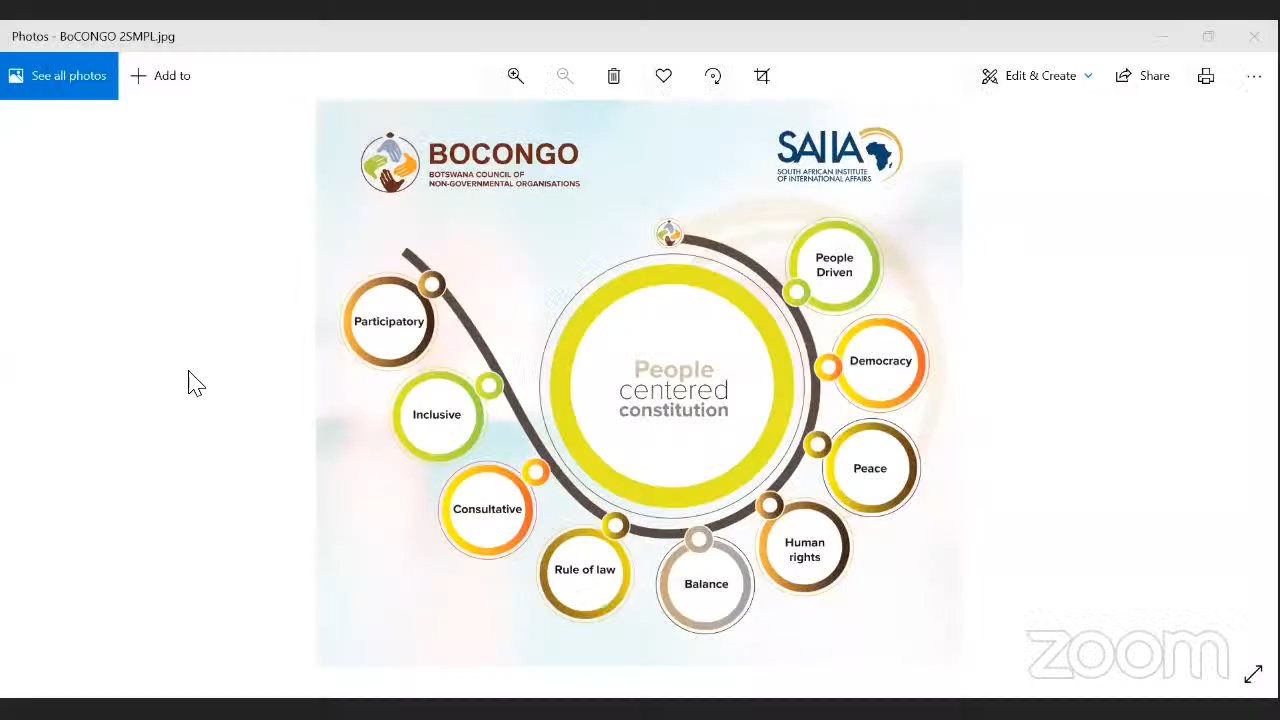 Photos - BoCONGO 2SMPL.jpg
See all photos
Add to
Edit & Create
Share
BOCONGO
BOTSWANA COUNCIL OF
NON-GOVERNMENTAL ORGANISATIONS
SAIIA
SOUTH AFRICAN INSTITUTE
OF INTERNATIONAL AFFAIRS
People
Driven
Participatory
Democracy
People
centered
constitution
Inclusive
Peace
Consultative
Human
rights
Rule of law
Balance
zoom